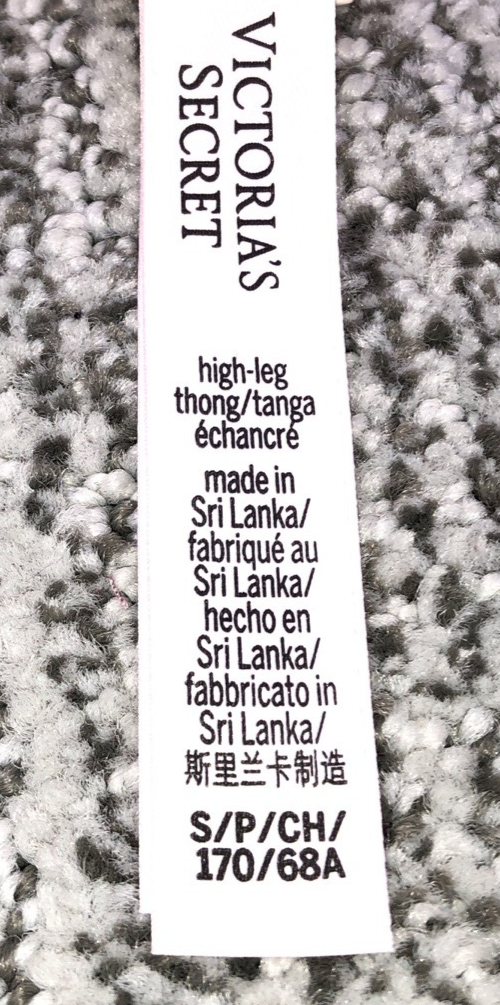 VICTORIA'S
SECRET
high-leg
thong/tanga
échancré
made in
Sri Lanka/
fabriqué au
Sri Lanka/
hecho en
Sri Lanka/
fabbricato in
Sri Lanka/
斯里兰卡制造
S/P/CH/
170/68A